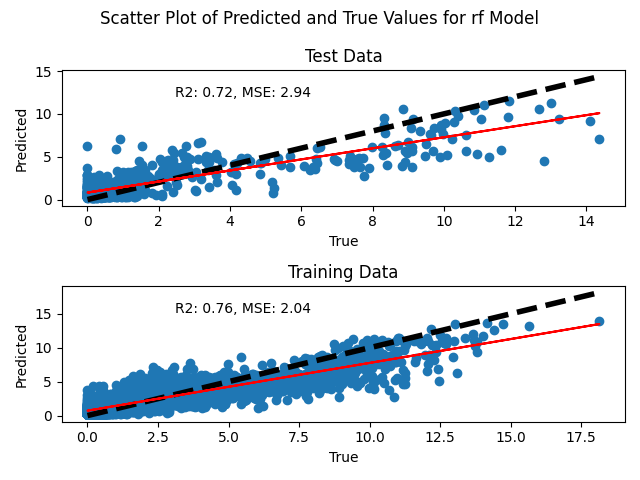 Scatter Plot of Predicted and True Values for rf Model
Test Data
R2: 0.72, MSE: 2.94
Predicted
15
10
5
0
0 2 4 6 8 10 12 14
True
Training Data
R2: 0.76, MSE: 2.04
Predicted
15
10
5
0
0.0 2.5 5.0 7.5 10.0 12.5 15.0 17.5
True